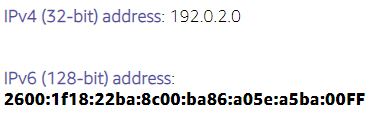 IPv4 (32-bit) address: 192.0.2.0
IPv6 (128-bit) address:
2600:1f18:22ba:8c00:ba86:a05e:a5ba:00FF